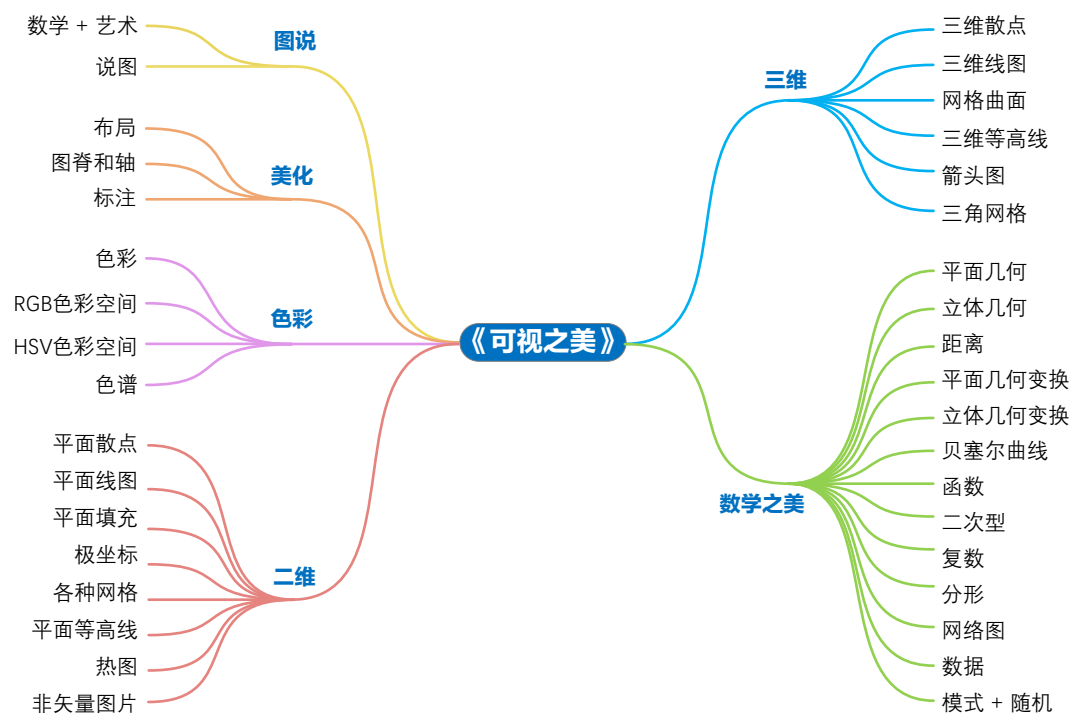 数学 + 艺术
说图
图说
布局
图脊和轴
标注
美化
色彩
RGB色彩空间
HSV色彩空间
色谱
色彩
平面散点
平面线图
平面填充
极坐标
各种网格
平面等高线
热图
非矢量图片
二维
《可视之美》
三维
三维散点
三维线图
网格曲面
三维等高线
箭头图
三角网格
数学之美
平面几何
立体几何
距离
平面几何变换
立体几何变换
贝塞尔曲线
函数
二次型
复数
分形
网络图
数据
模式 + 随机